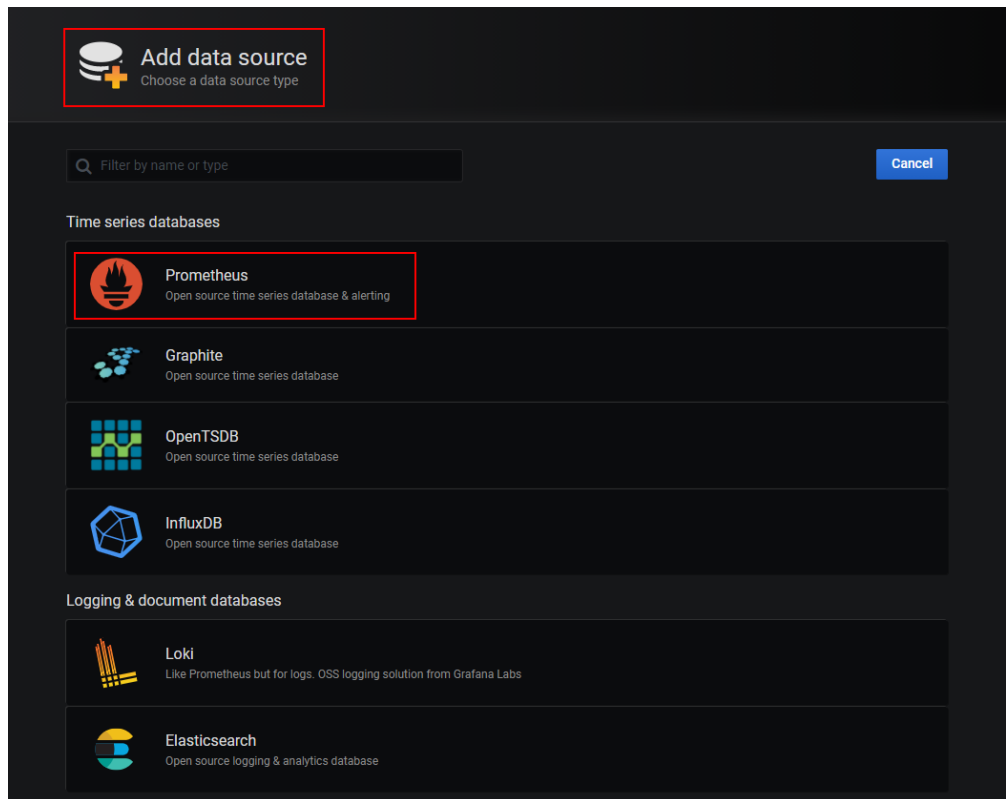 Add data source
Choose a data source type
Filter by name or type
Cancel
Time series databases
Prometheus
Open source time series database & alerting
Graphite
Open source time series database
OpenTSDB
Open source time series database
InfluxDB
Open source time series database
Logging & document databases
Loki
Like Prometheus but for logs. OSS logging solution from Grafana Labs
Elasticsearch
Open source logging & analytics database